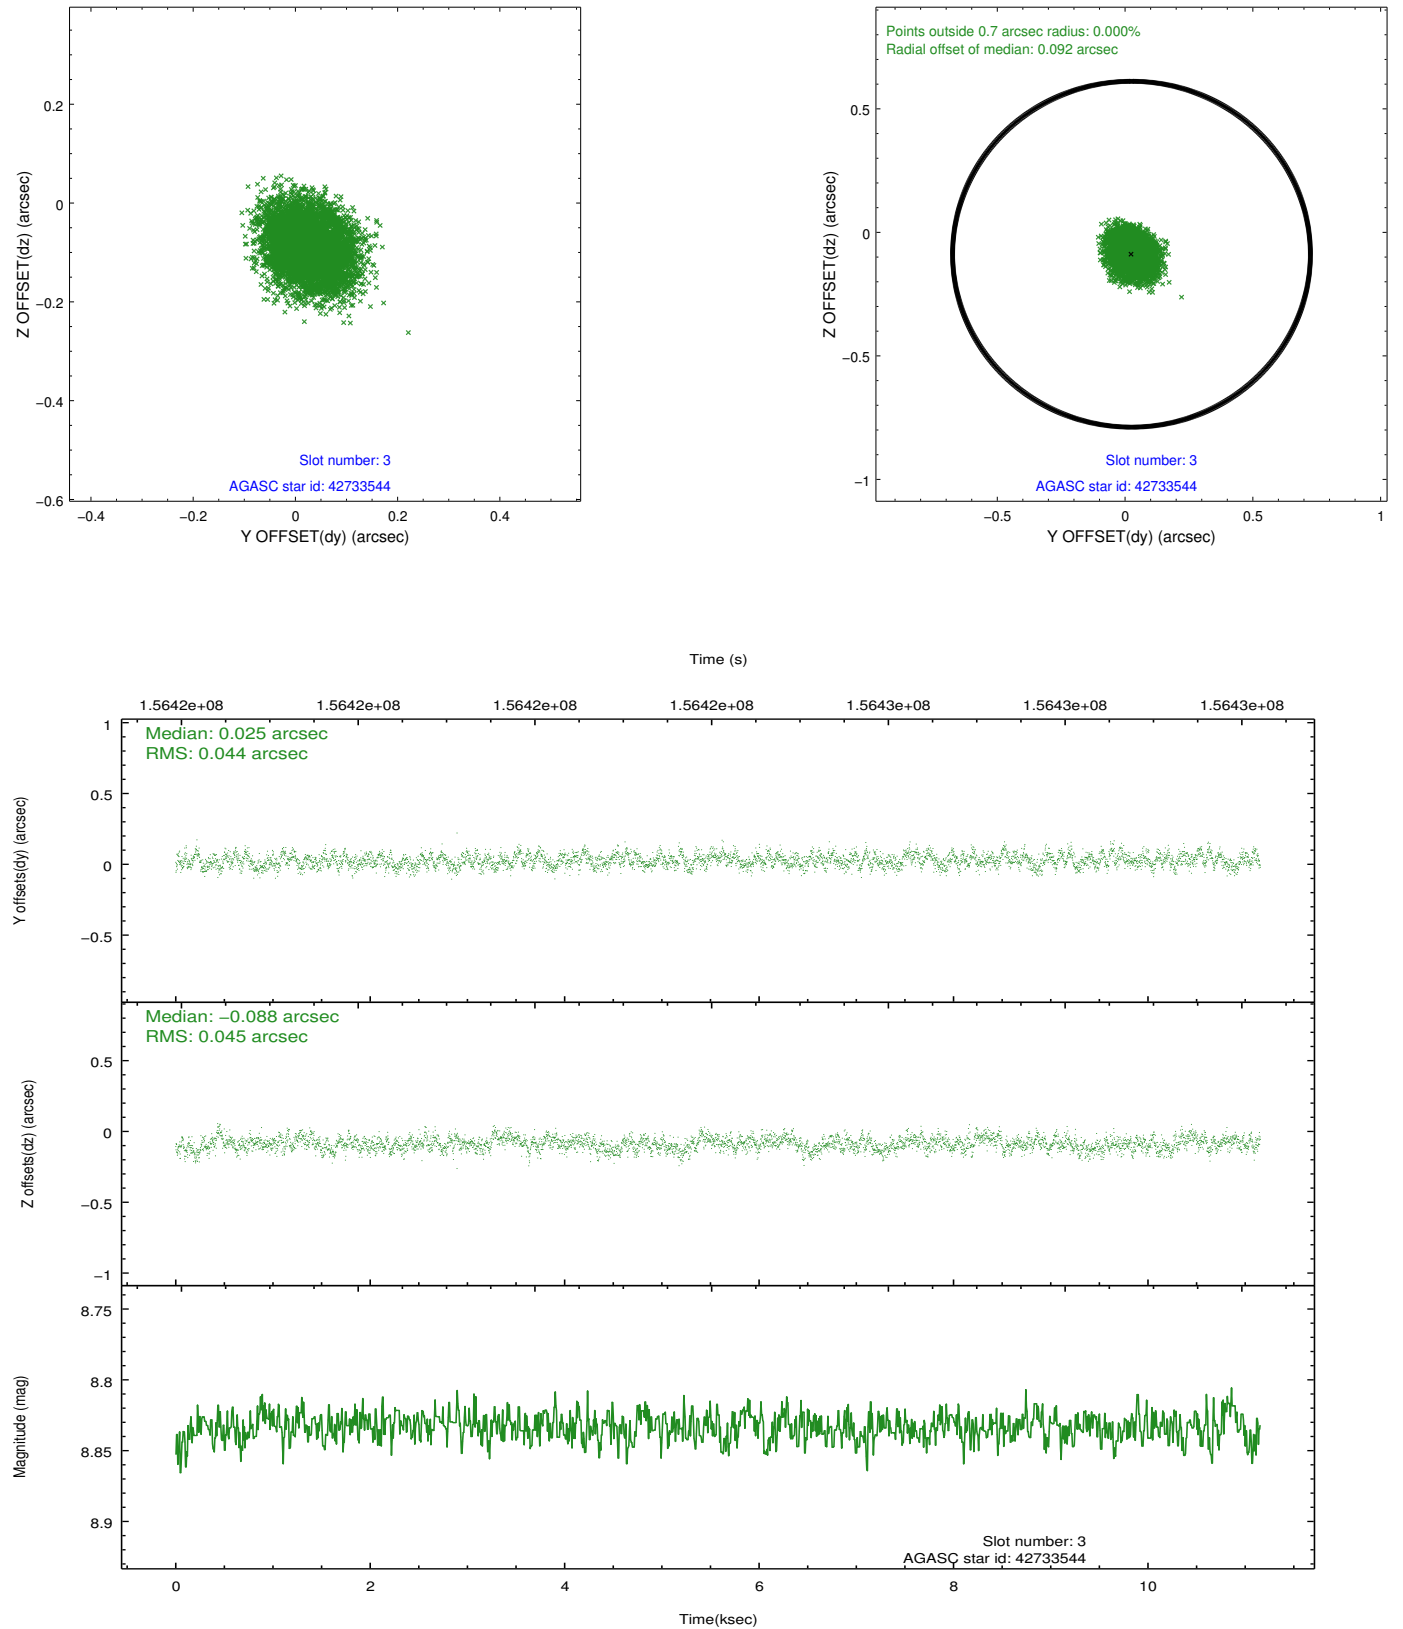 0.2
0
−0.2
−0.4
−0.6
Z OFFSET(dz) (arcsec)
Slot number: 3
AGASC star id: 42733544
−0.4 −0.2 0 0.2 0.4
Y OFFSET(dy) (arcsec)
Points outside 0.7 arcsec radius: 0.000%
Radial offset of median: 0.092 arcsec
0.5
0
−0.5
−1
Z OFFSET(dz) (arcsec)
Slot number: 3
AGASC star id: 42733544
−0.5 0 0.5 1
Y OFFSET(dy) (arcsec)
Time (s)
1.5642e+08 1.5642e+08 1.5642e+08 1.5642e+08 1.5643e+08 1.5643e+08 1.5643e+08
Median: 0.025 arcsec
RMS: 0.044 arcsec
1
0.5
0
−0.5
Y offsets(dy) (arcsec)
Median: −0.088 arcsec
RMS: 0.045 arcsec
0.5
0
−0.5
−1
Z offsets(dz) (arcsec)
8.75
8.8
8.85
8.9
Magnitude (mag)
Slot number: 3
AGASC star id: 42733544
0 2 4 6 8 10
Time(ksec)